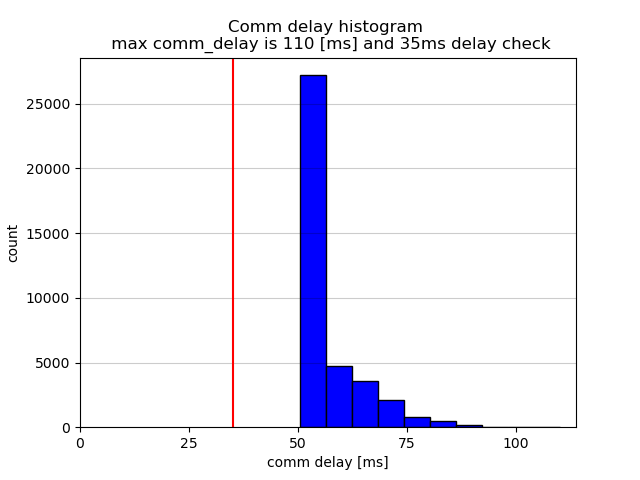 Comm delay histogram
max comm_delay is 110 [ms] and 35ms delay check
25000
20000
15000
10000
5000
0
count
0 25 50 75 100
comm delay [ms]